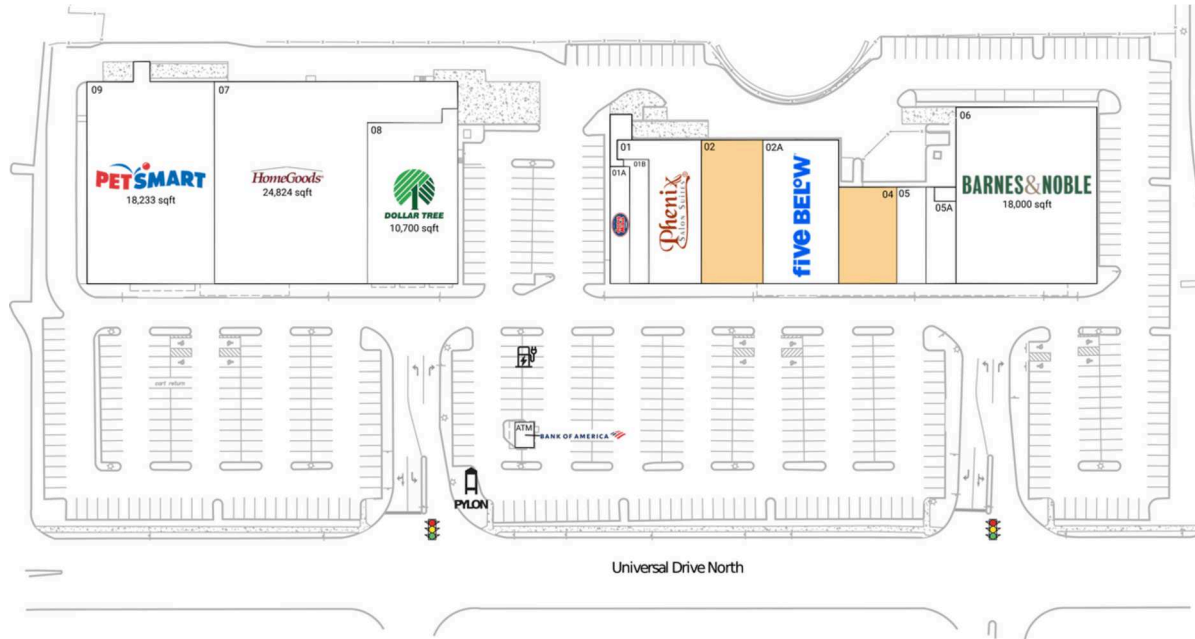 09
07
08
PETSMART
18,233 sqft
HomeGoods
24,824 sqft
DOLLAR TREE
10,700 sqft
01
01A
01B
Phenix
Salon Suites
02
02A
five BELOW
04
05
05A
06
BARNES&NOBLE
18,000 sqft
cart return
ATM
BANK OF AMERICA
PYLON
Universal Drive North